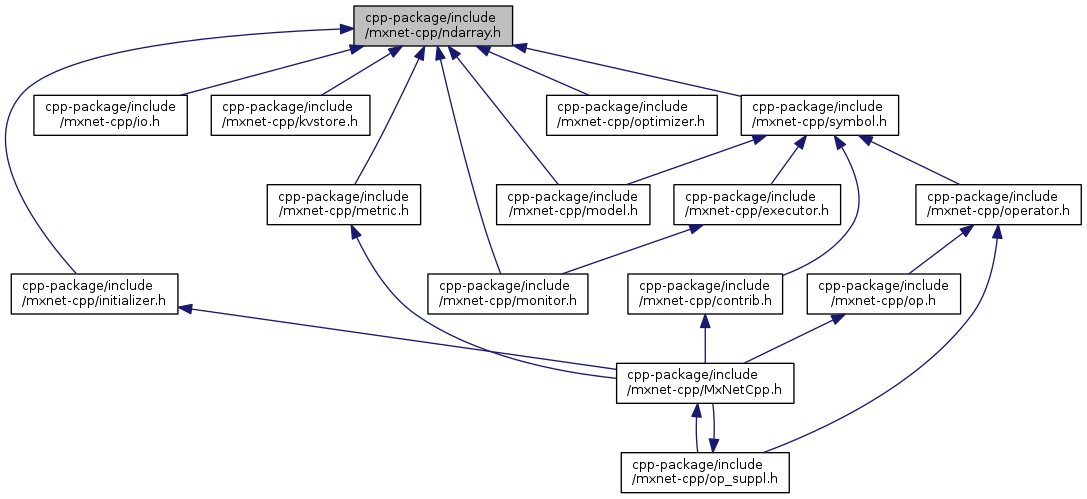 cpp-package/include
/mxnet-cpp/ndarray.h
cpp-package/include
/mxnet-cpp/io.h
cpp-package/include
/mxnet-cpp/kvstore.h
cpp-package/include
/mxnet-cpp/optimizer.h
cpp-package/include
/mxnet-cpp/symbol.h
cpp-package/include
/mxnet-cpp/metric.h
cpp-package/include
/mxnet-cpp/model.h
cpp-package/include
/mxnet-cpp/executor.h
cpp-package/include
/mxnet-cpp/operator.h
cpp-package/include
/mxnet-cpp/initializer.h
cpp-package/include
/mxnet-cpp/monitor.h
cpp-package/include
/mxnet-cpp/contrib.h
cpp-package/include
/mxnet-cpp/op.h
cpp-package/include
/mxnet-cpp/MxNetCpp.h
cpp-package/include
/mxnet-cpp/op_suppl.h